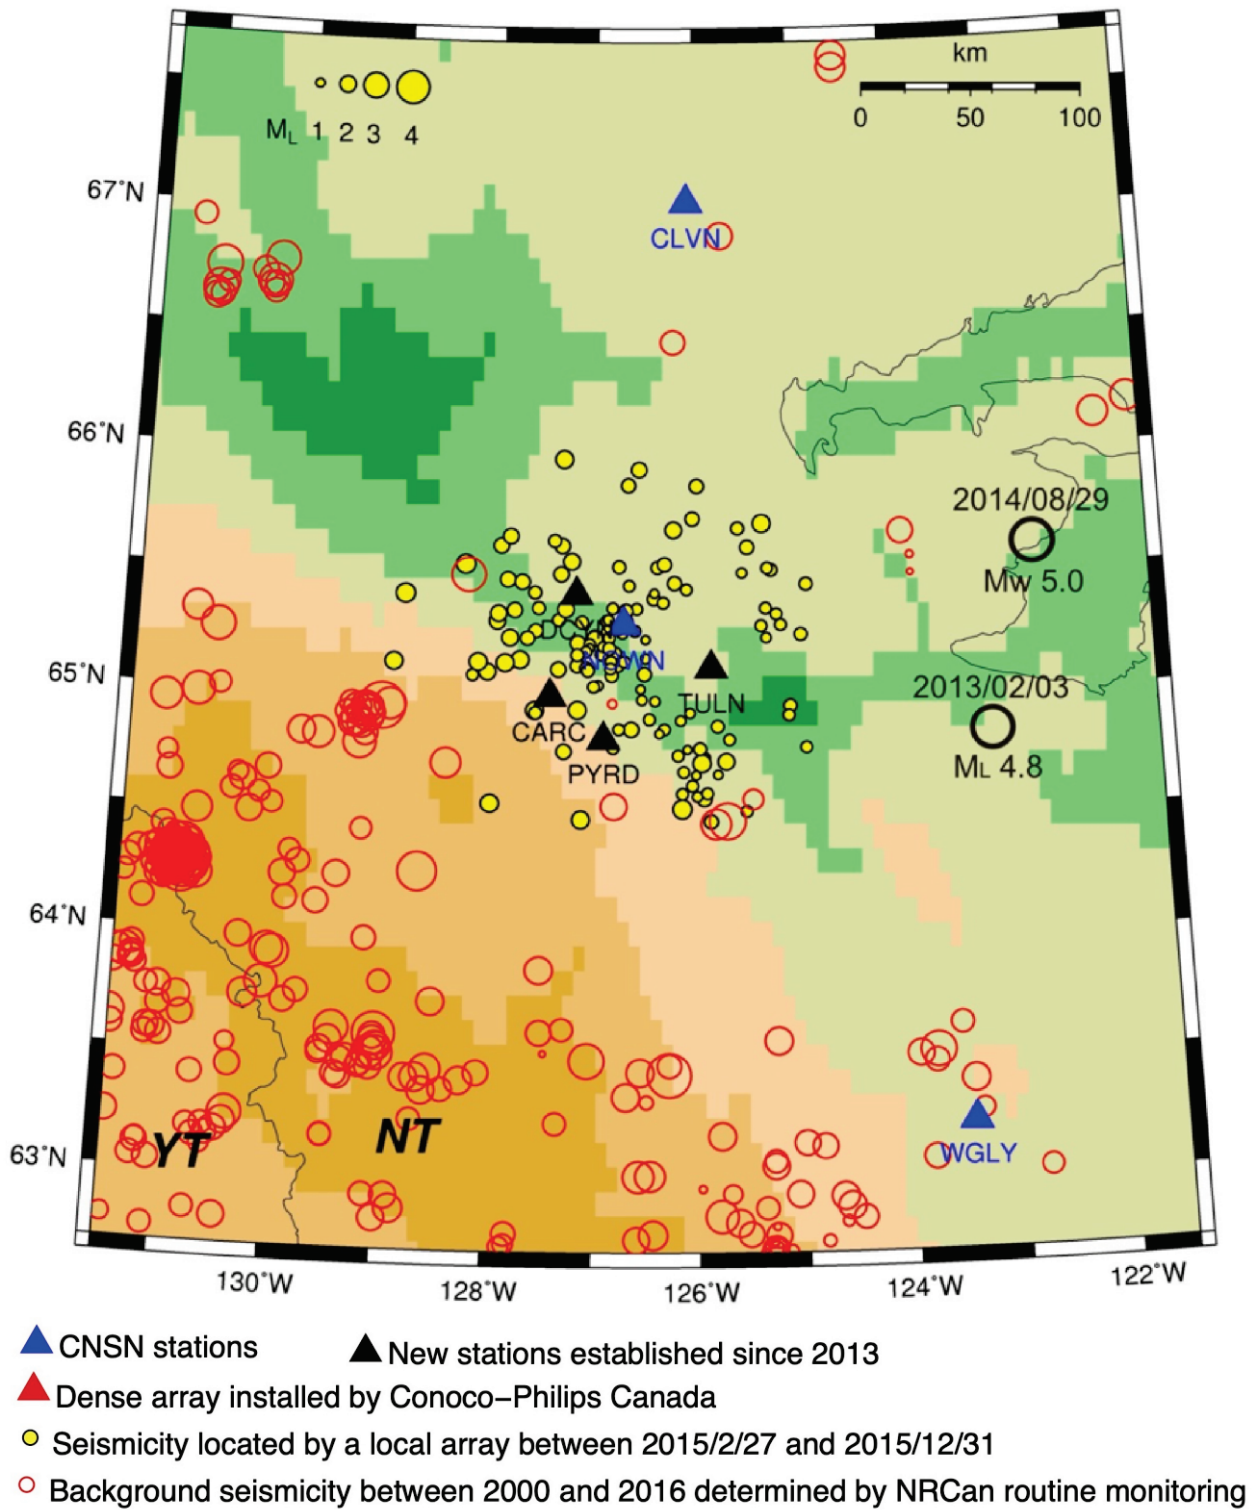 km
0 50 100
ML 1 2 3 4
67°N
CLVN
66°N
2014/08/29
Mw 5.0
65°N
2013/02/03
TULN
CARC
ML 4.8
PYRD
64°N
NT
YT
63°N
WGLY
130°W 128°W 126°W 124°W 122°W
CNSN stations
New stations established since 2013
Dense array installed by Conoco–Philips Canada
Seismicity located by a local array between 2015/2/27 and 2015/12/31
Background seismicity between 2000 and 2016 determined by NRCan routine monitoring